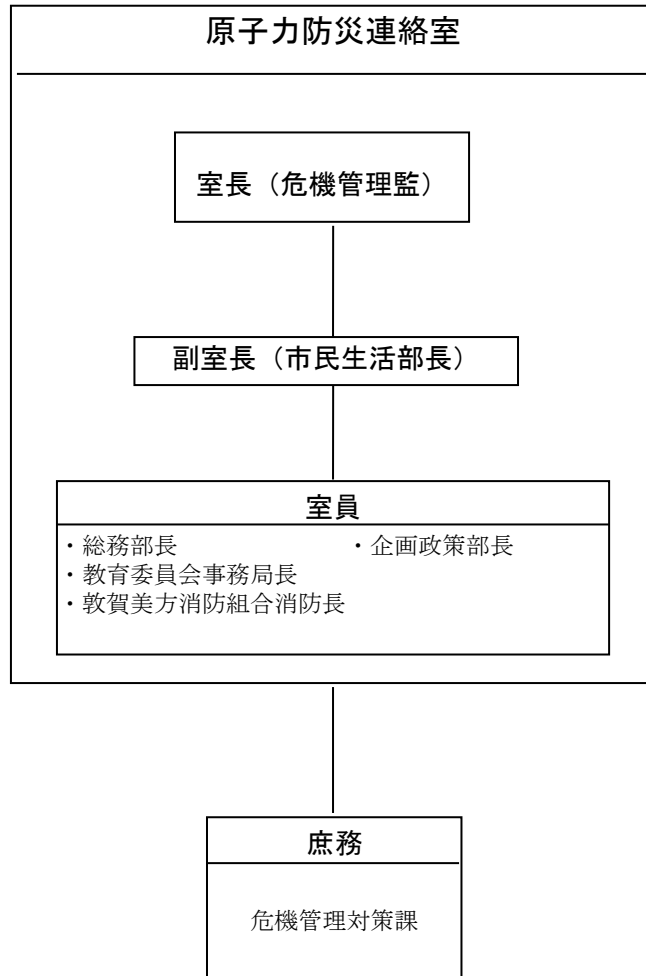 原子力防災連絡室
室長（危機管理監）
副室長（市民生活部長）
室員
・総務部長　・企画政策部長
・教育委員会事務局長
・敦賀美方消防組合消防長
庶務
危機管理対策課